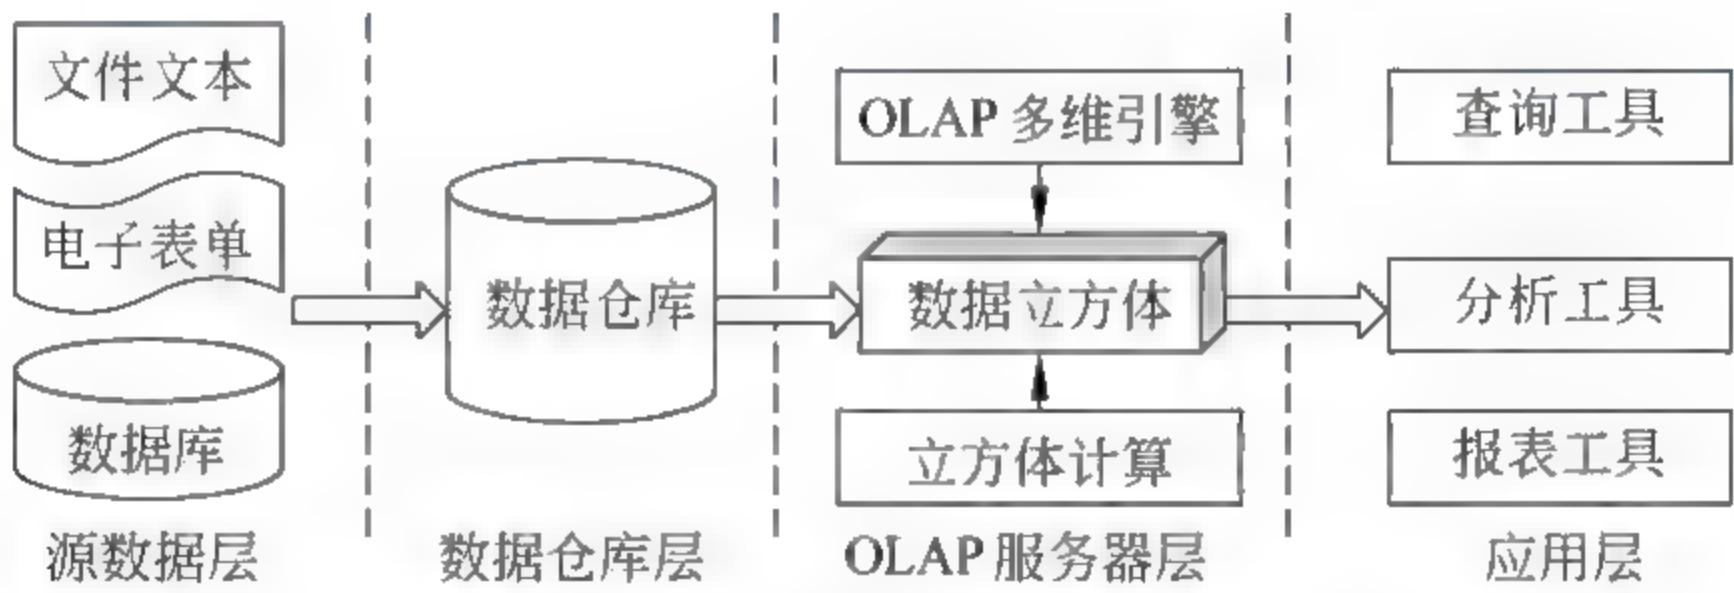 文件文本
电子表单
数据库
源数据层
数据仓库
数据仓库层
OLAP 多维引擎
数据立方体
立方体计算
OLAP 服务器层
查询工具
分析工具
报表工具
应用层